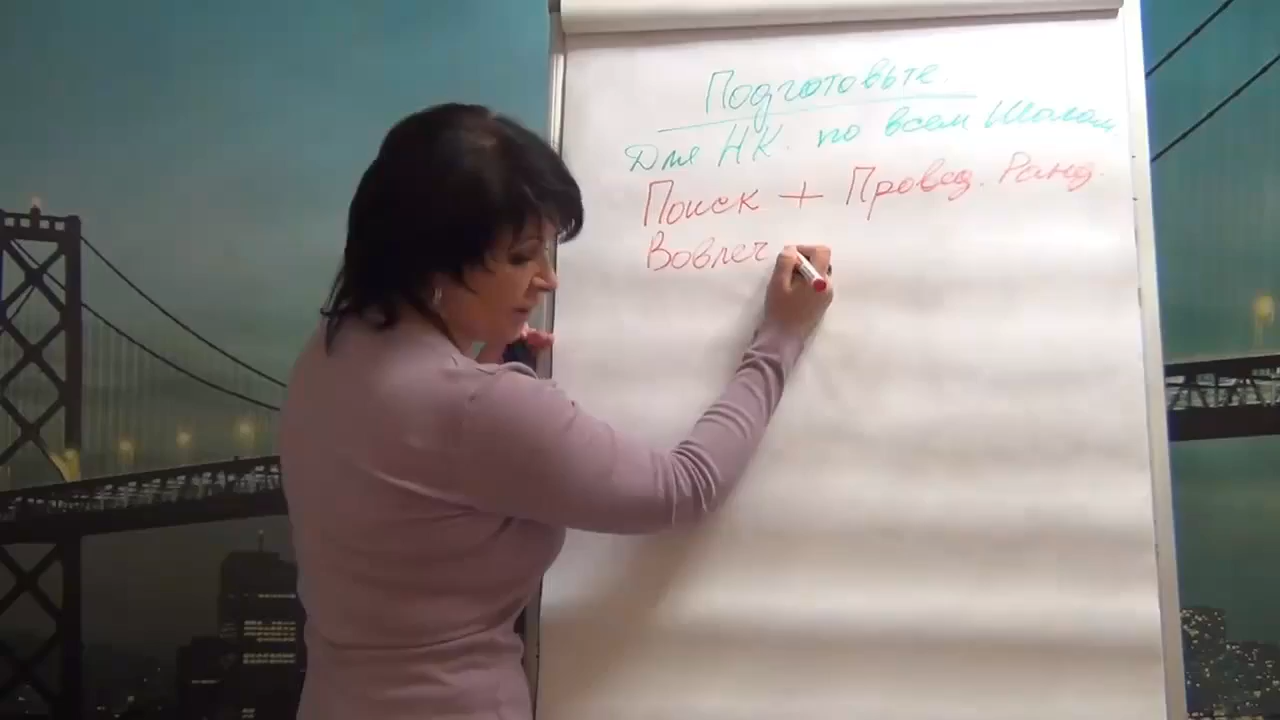 Подготовьте.
Для НК. по всем Шагам
Поиск + Провед. Ранд.
Вовлеч